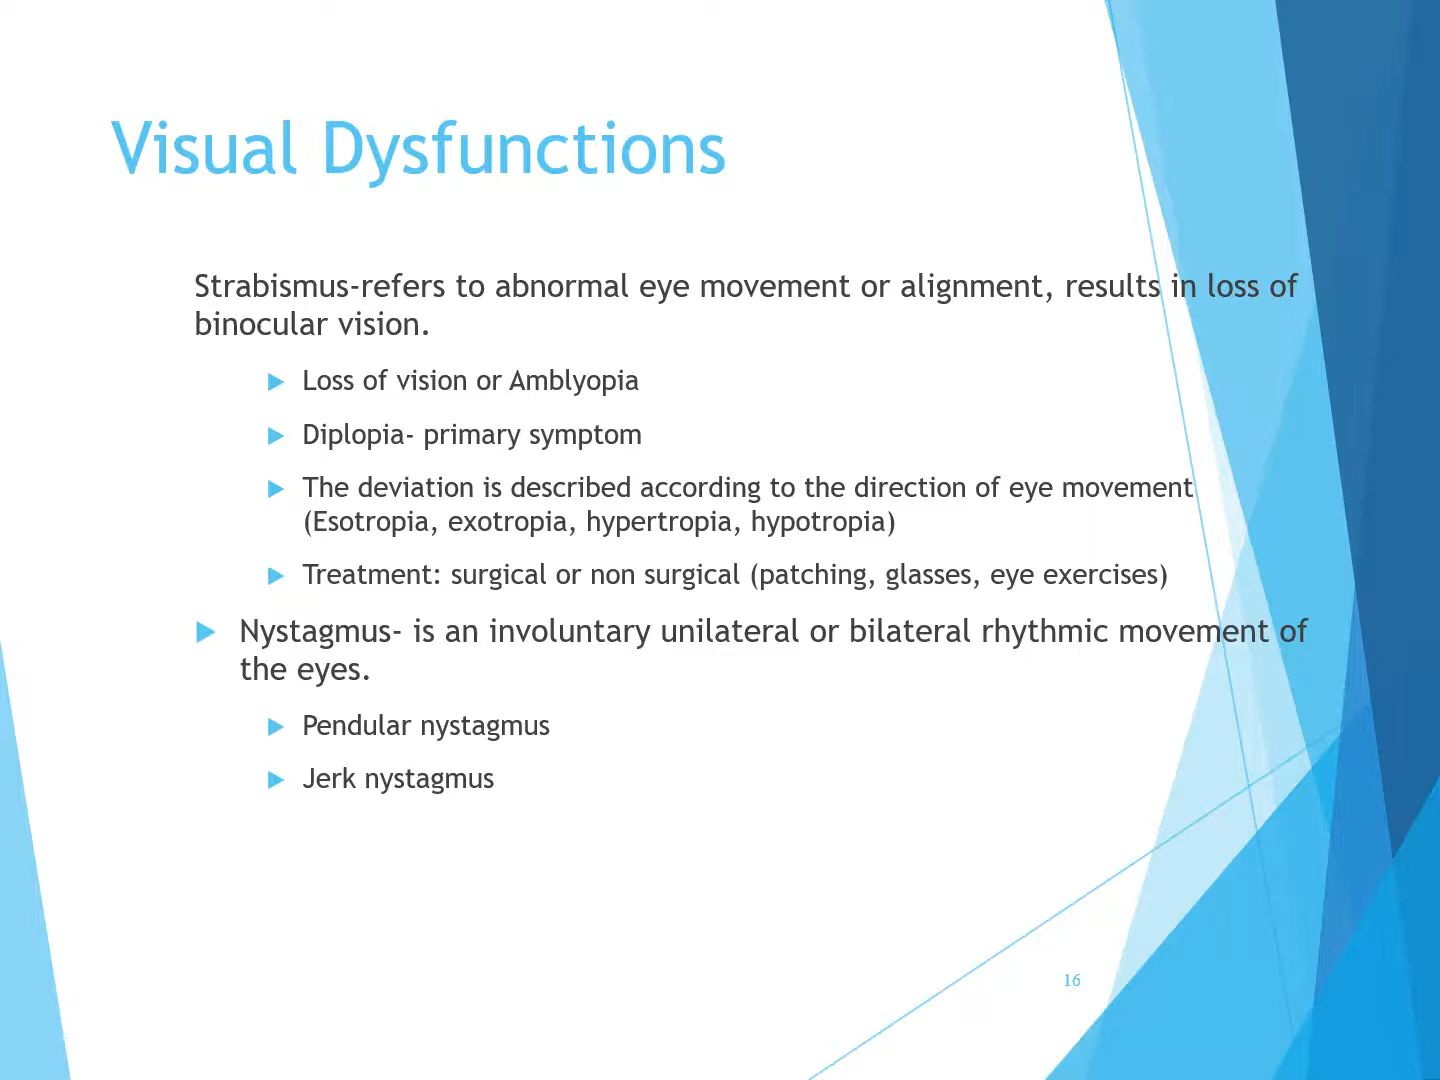 Visual Dysfunctions
Strabismus-refers to abnormal eye movement or alignment, results in loss of
binocular vision.
Loss of vision or Amblyopia
Diplopia- primary symptom
The deviation is described according to the direction of eye movement
(Esotropia, exotropia, hypertropia, hypotropia)
Treatment: surgical or non surgical (patching, glasses, eye exercises)
Nystagmus- is an involuntary unilateral or bilateral rhythmic movement of
the eyes.
Pendular nystagmus
Jerk nystagmus
16